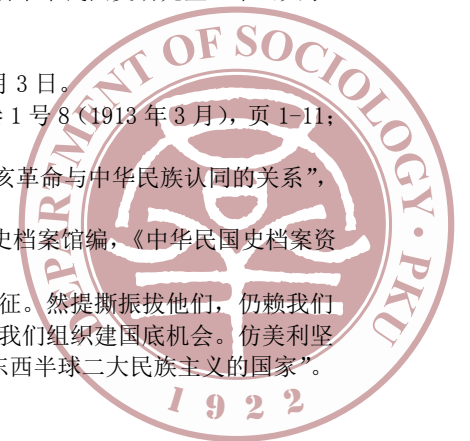 月 3 日。
1 号 8(1913 年 3 月), 页 1-11;
亥革命与中华民族认同的关系”,
史档案馆编,《中华民国史档案资
征。然提撕振拔他们, 仍赖我们
我们组织建国底机会。仿美利坚
东西半球二大民族主义的国家”。
DEPARTMENT OF SOCIOLOGY · PKU
1922